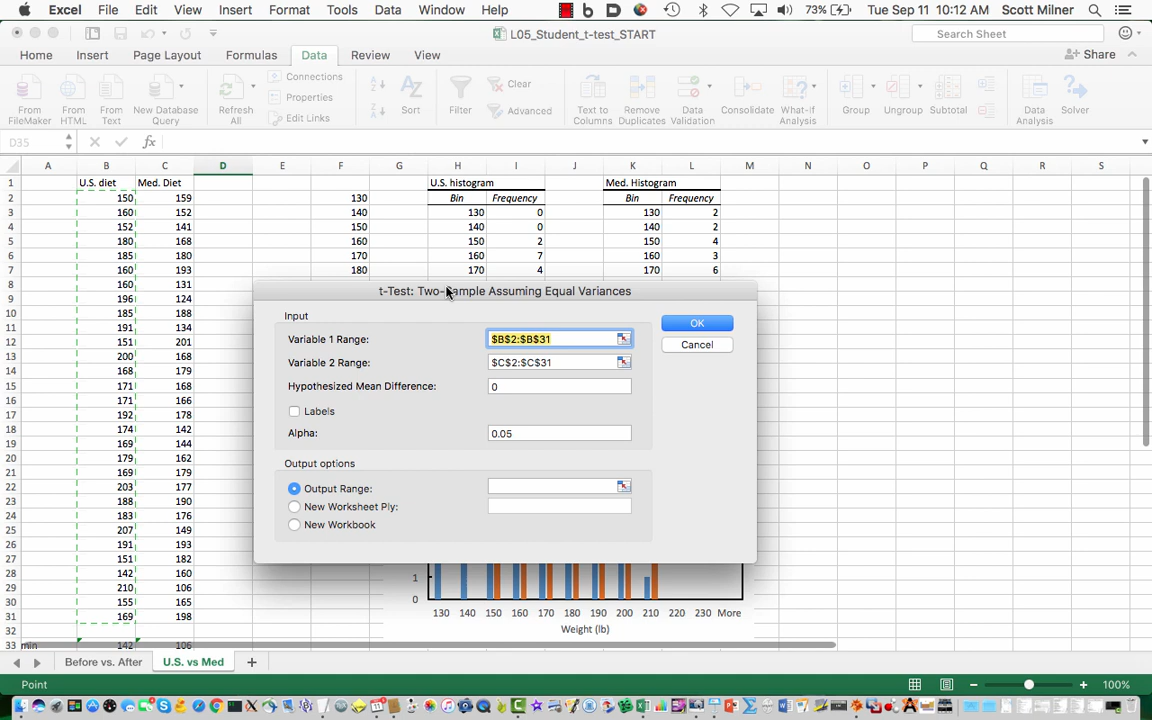 Excel File Edit View Insert Format Tools Data Window Help 73% Tue Sep 11 10:12 AM Scott Milner
L05_Student_t-test_START Search Sheet
Home Insert Page Layout Formulas Data Review View Share
From FileMaker From HTML From Text New Database Query Refresh All Connections Properties Edit Links Sort Filter Clear Advanced Text to Columns Remove Duplicates Data Validation Consolidate What-If Analysis Group Ungroup Subtotal Data Analysis Solver
D35 fx
A B C D E F G H I J K L M N O P Q R S
1 U.S. diet Med. Diet U.S. histogram Med. Histogram
2 150 159 130 Bin Frequency Bin Frequency
3 160 152 140 130 0 130 2
4 152 141 150 140 0 140 2
5 180 168 160 150 2 150 4
6 185 180 170 160 7 160 3
7 160 193 180 170 4 170 6
8 160 131
9 196 124
10 185 188
11 191 134
12 151 201
13 200 168
14 168 179
15 171 168
16 171 166
17 192 178
18 174 142
19 169 144
20 179 162
21 169 179
22 203 177
23 188 190
24 183 176
25 207 149
26 191 193
27 151 182
28 142 160
29 210 106
30 155 165
31 169 198
32
33 min 142 106
t-Test: Two-Sample Assuming Equal Variances
Input
Variable 1 Range: $B$2:$B$31 OK
Variable 2 Range: $C$2:$C$31 Cancel
Hypothesized Mean Difference: 0
Labels
Alpha: 0.05
Output options
Output Range:
New Worksheet Ply:
New Workbook
1
0
130 140 150 160 170 180 190 200 210 220 230 More
Weight (lb)
Before vs. After U.S. vs Med +
Point 100%